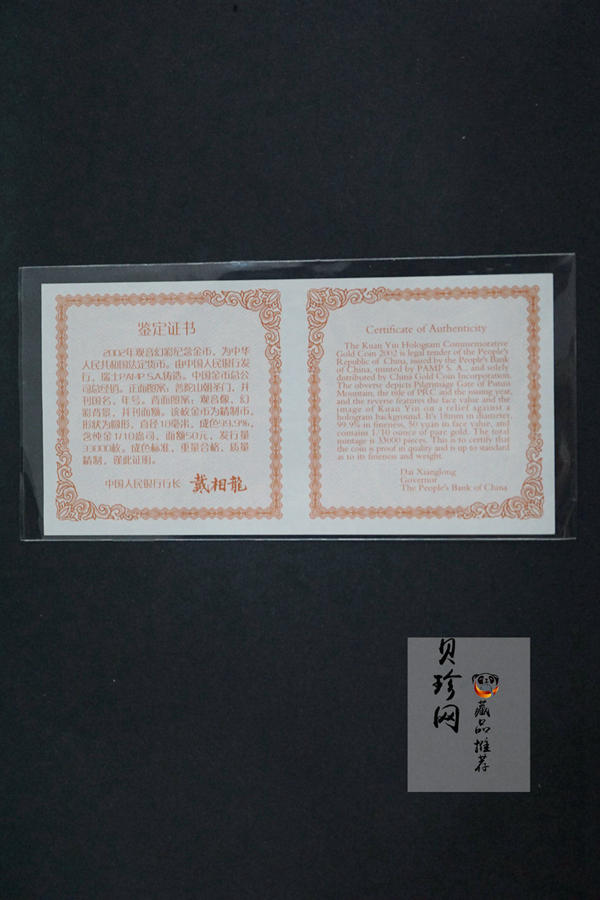 鉴定证书
2002年观音幻彩纪念金币，为中华
人民共和国法定货币。由中国人民银行发
行，瑞士PAMP S.A.铸造，中国金币总公
司总经销。正面图案：普陀山朝圣门，并
刊国名，年号。背面图案：观音像，幻
彩背景，并刊面额。该枚金币为精制币，
形状为圆形，直径18毫米，成色99.9%，
含纯金1/10盎司，面额50元，发行量
33000枚。成色标准、重量合格、质量
精制，谨此证明。
中国人民银行行长 戴相龍
Certificate of Authenticity
The Kuan Yin Hologram Commemorative
Gold Coin 2002 is legal tender of the People's
Republic of China, issued by the People's Bank
of China, minted by PAMP S. A., and solely
distributed by China Gold Coin Incorporation.
The obverse depicts Pilgrimage Gate of Putuo
Mountain, the title of PRC and the issuing year,
and the reverse features the face value and the
image of Kuan Yin on a relief against a
hologram background. It's 18mm in diameter,
99.9% in fineness, 50 yuan in face value, and
contains 1/10 ounce of pure gold. The total
mintage is 33000 pieces. This is to certify that
the coin is proof in quality and is up to standard
as to its fineness and weight.
Dai Xianglong
Governor
The People's Bank of China
贝珍网
藏品推荐